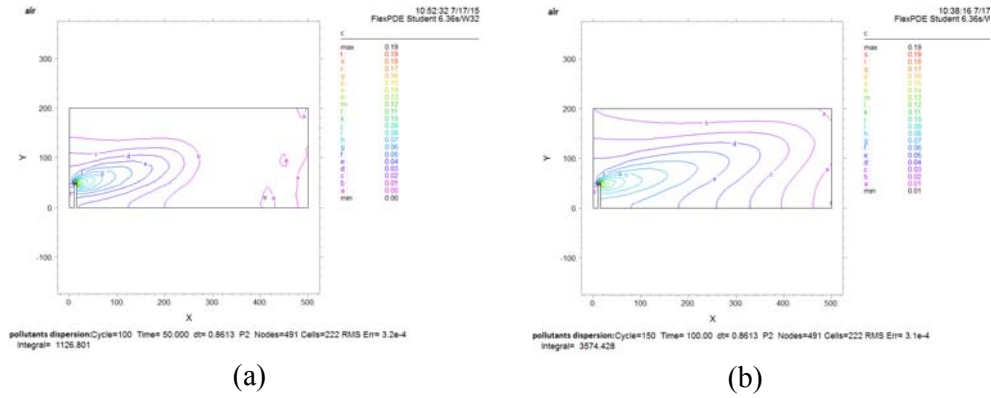 air
10:52:32 7/17/15
FlexPDE Student 6.36s/W32
c
max 0.19
0.19
0.18
0.17
0.16
0.15
0.14
0.13
0.12
0.11
0.10
0.09
0.08
0.07
0.06
0.05
0.04
0.03
0.02
b: 0.01
a: 0.00
min 0.00
300.
200.
100.
0.
-100.
Y
0. 100 200 300 400 500
X
pollutants dispersion:Cycle=100 Time= 50.000 dt= 0.8613 P2 Nodes=491 Cells=222 RMS Err= 3.2e-4
Integral= 1126.801
(a)
air
10:38:16 7/17
FlexPDE Student 6.36s/W
c
max 0.19
0.19
0.18
0.17
0.16
0.15
0.14
0.13
0.12
0.11
0.10
0.09
0.08
0.07
0.06
0.05
0.04
0.03
0.02
a: 0.01
min 0.01
300.
200.
100.
0.
-100.
Y
0. 100 200 300 400 500
X
pollutants dispersion:Cycle=150 Time= 100.00 dt= 0.8613 P2 Nodes=491 Cells=222 RMS Err= 3.1e-4
Integral= 3574.428
(b)